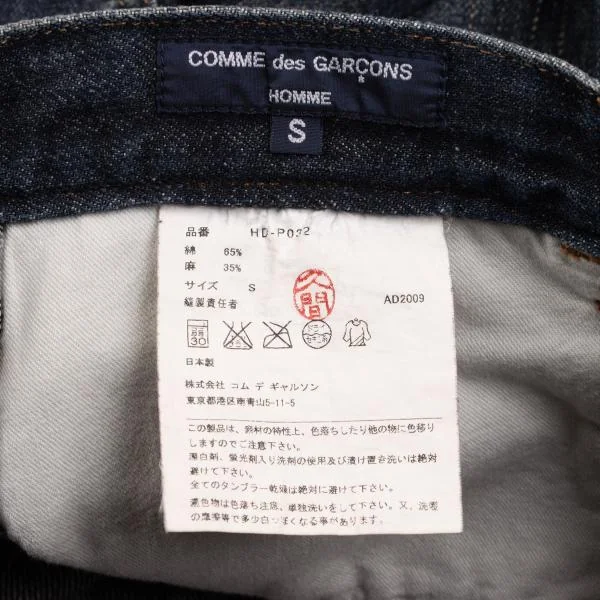 COMME des GARÇONS
HOMME
S
品番 HD-P032
綿 65%
麻 35%
サイズ S
縫製責任者 久間 AD2009
30
日本製
株式会社 コム デ ギャルソン
東京都港区南青山5-11-5
この製品は、素材の特性上、色落ちしたり他の物に色移り
しますのでご注意下さい。
漂白剤、蛍光剤入り洗剤の使用及び漬け置き洗いは絶対
避けて下さい。
全てのタンブラー乾燥は絶対に避けて下さい。
濃色物は色落ち注意、単独洗いをして下さい。又、洗濯
の摩擦等で多少白っぽくなる事が有ります。